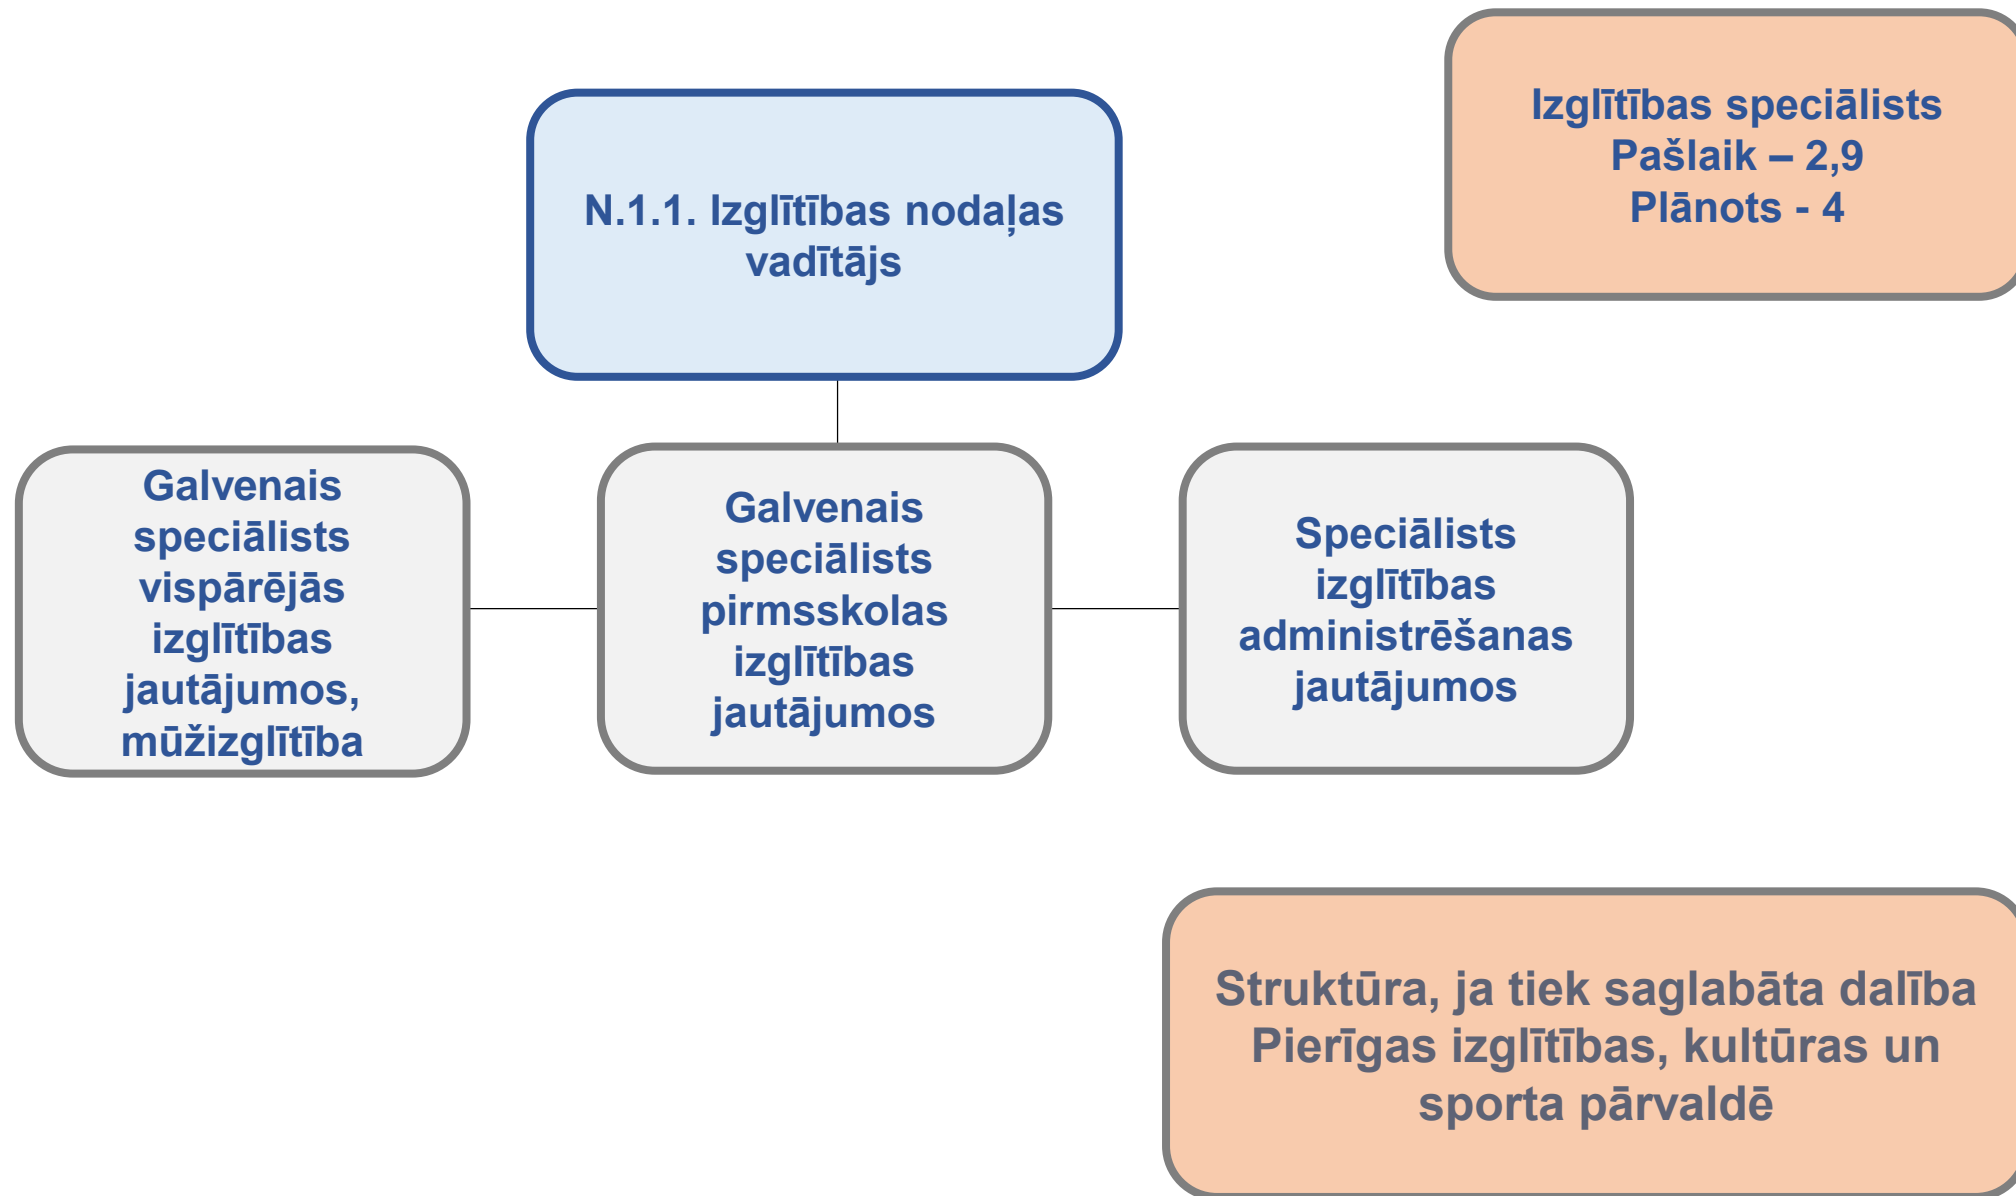 Izglītības speciālists
Pašlaik – 2,9
Plānots - 4
N.1.1. Izglītības nodaļas
vadītājs
Galvenais
speciālists
vispārējās
izglītības
jautājumos,
mūžizglītība
Galvenais
speciālists
pirmsskolas
izglītības
jautājumos
Speciālists
izglītības
administrēšanas
jautājumos
Struktūra, ja tiek saglabāta dalība
Pierīgas izglītības, kultūras un
sporta pārvaldē